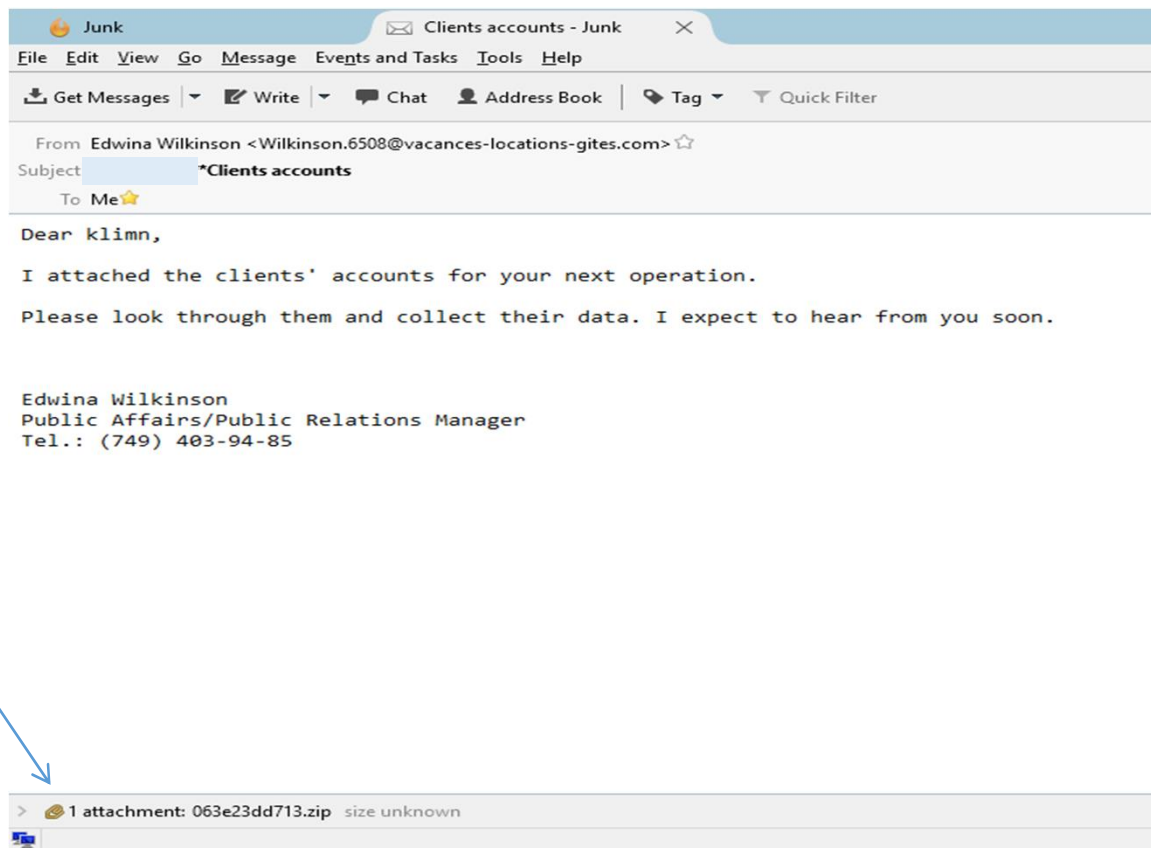 Junk Clients accounts - Junk
File Edit View Go Message Events and Tasks Tools Help
Get Messages Write Chat Address Book Tag Quick Filter
From Edwina Wilkinson <Wilkinson.6508@vacances-locations-gites.com>
Subject *Clients accounts
To Me
Dear klimn,
I attached the clients' accounts for your next operation.
Please look through them and collect their data. I expect to hear from you soon.
Edwina Wilkinson
Public Affairs/Public Relations Manager
Tel.: (749) 403-94-85
> 1 attachment: 063e23dd713.zip size unknown